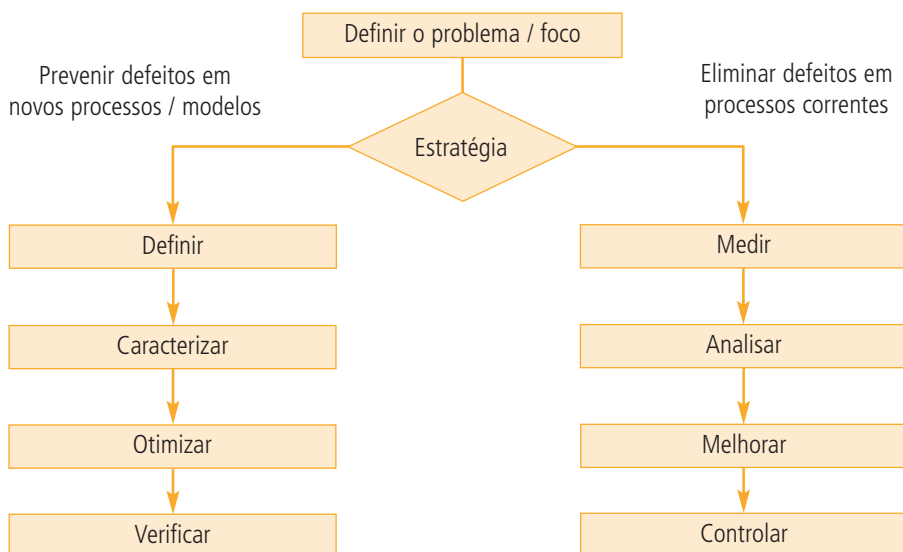 Definir o problema / foco
Prevenir defeitos em
novos processos / modelos
Eliminar defeitos em
processos correntes
Estratégia
Definir
Medir
Caracterizar
Analisar
Otimizar
Melhorar
Verificar
Controlar